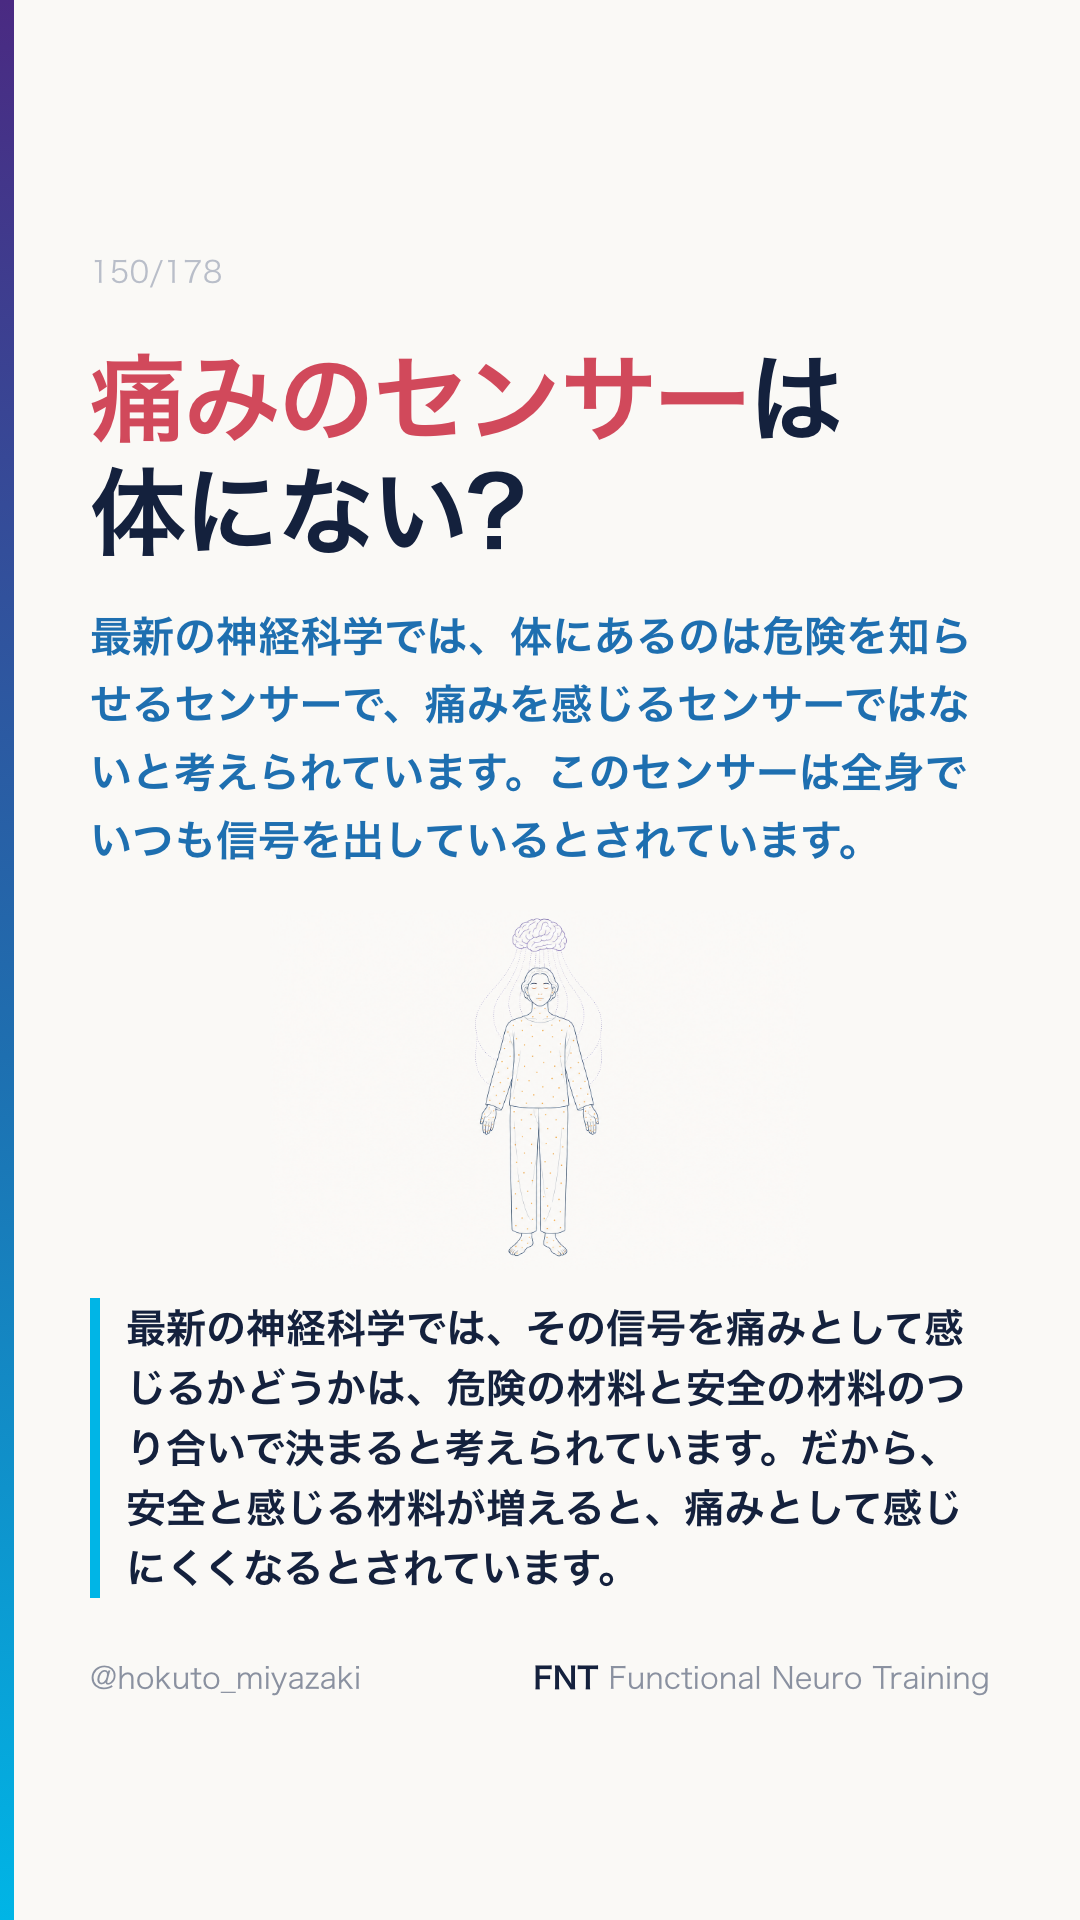 150/178
痛みのセンサーは
体にない?
最新の神経科学では、体にあるのは危険を知ら
せるセンサーで、痛みを感じるセンサーではな
いと考えられています。このセンサーは全身で
いつも信号を出しているとされています。
最新の神経科学では、その信号を痛みとして感
じるかどうかは、危険の材料と安全の材料のつ
り合いで決まると考えられています。だから、
安全と感じる材料が増えると、痛みとして感じ
にくくなるとされています。
@hokuto_miyazaki FNT Functional Neuro Training